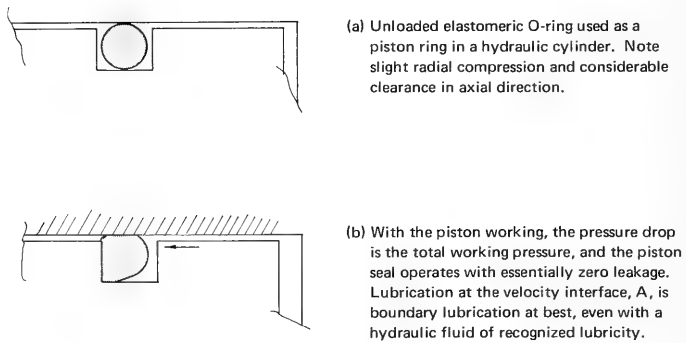 (a) Unloaded elastomeric O-ring used as a
piston ring in a hydraulic cylinder. Note
slight radial compression and considerable
clearance in axial direction.
(b) With the piston working, the pressure drop
is the total working pressure, and the piston
seal operates with essentially zero leakage.
Lubrication at the velocity interface, A, is
boundary lubrication at best, even with a
hydraulic fluid of recognized lubricity.